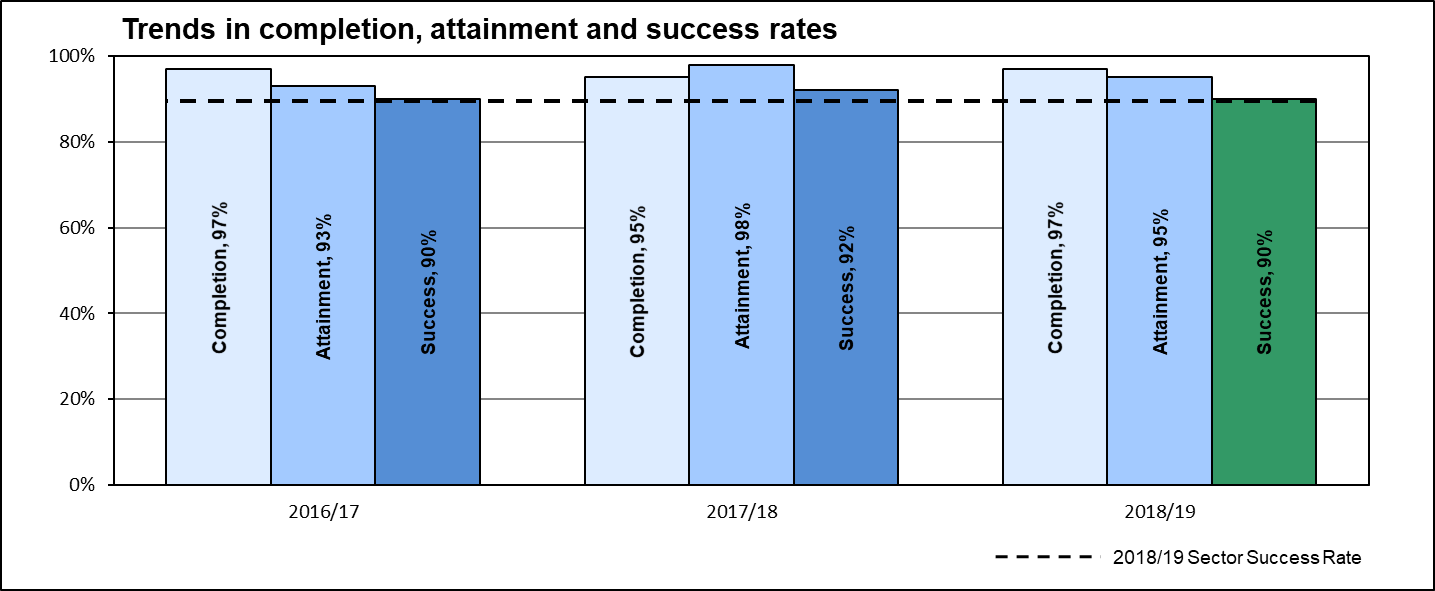 Trends in completion, attainment and success rates
100%
80%
60%
40%
20%
0%
Completion, 97%
Attainment, 93%
Success, 90%
Completion, 95%
Attainment, 98%
Success, 92%
Completion, 97%
Attainment, 95%
Success, 90%
2016/17
2017/18
2018/19
2018/19 Sector Success Rate